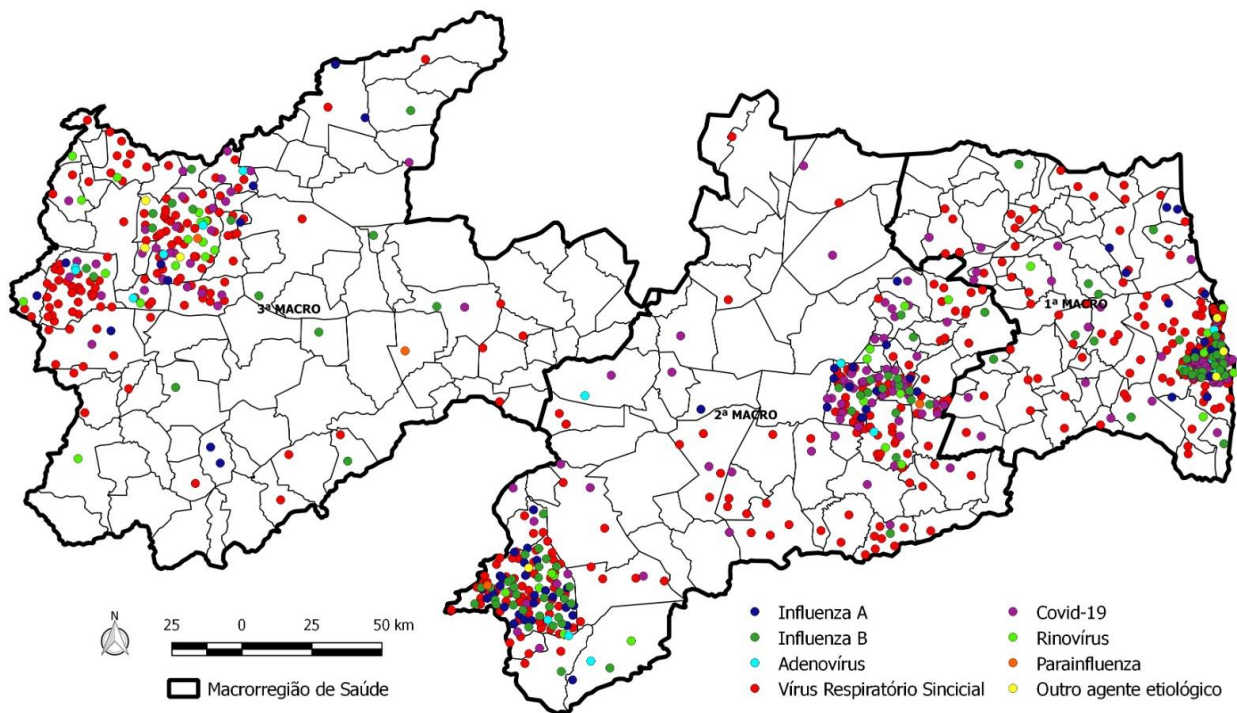 3ª MACRO
1ª MACRO
2ª MACRO
N
25 0 25 50 km
Macrorregião de Saúde
Influenza A
Influenza B
Adenovírus
Vírus Respiratório Sincicial
Covid-19
Rinovírus
Parainfluenza
Outro agente etiológico